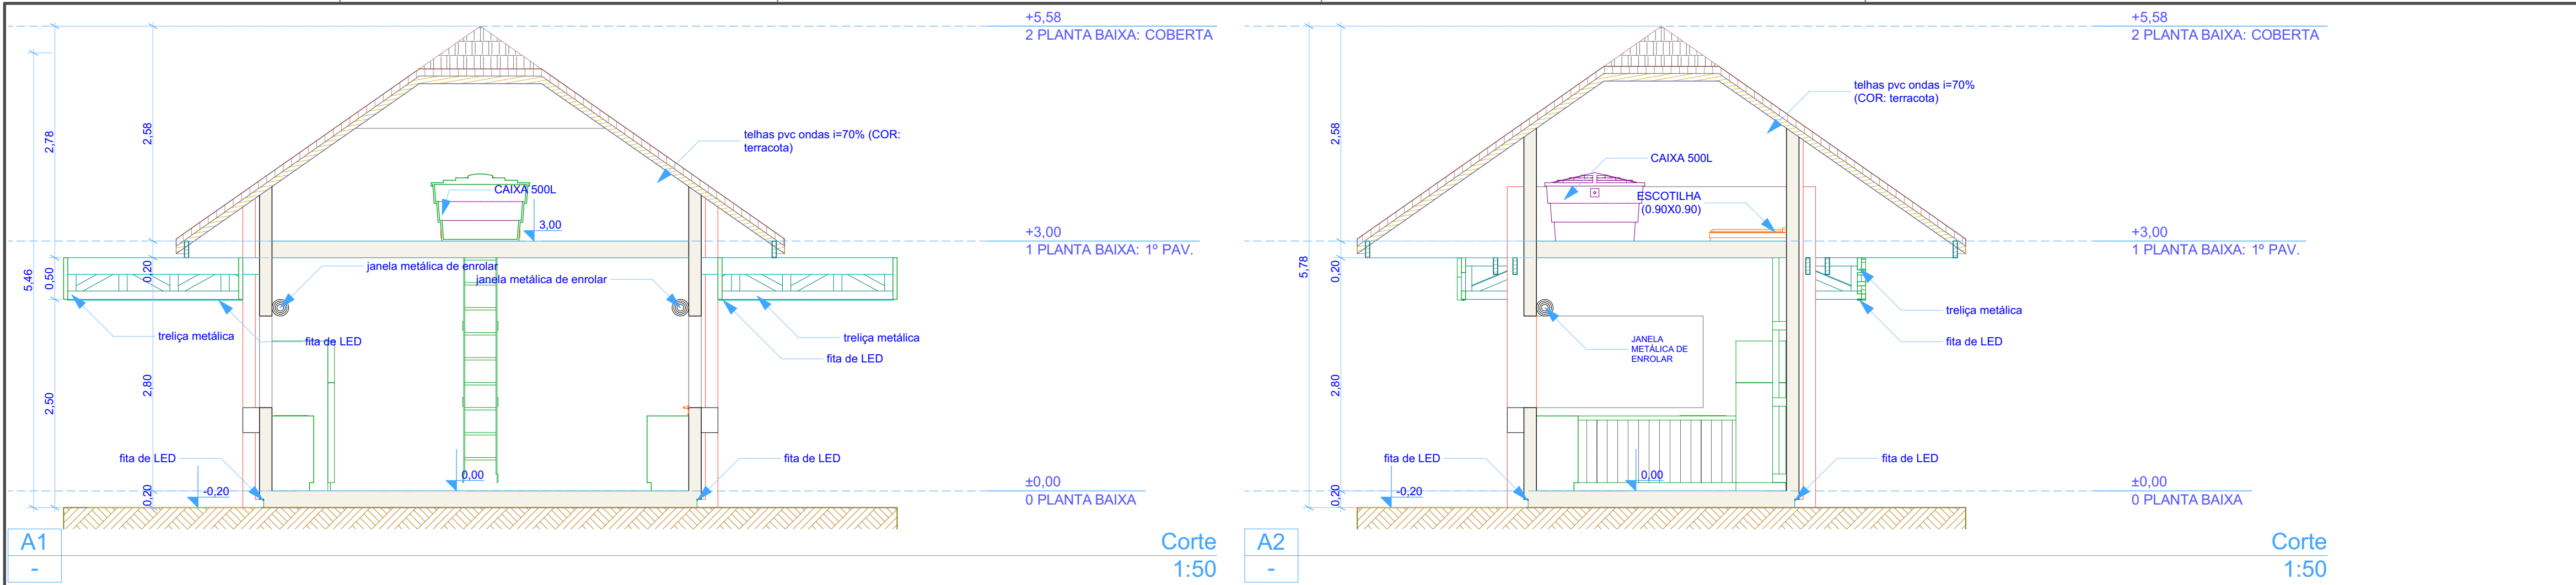 +5,58
2 PLANTA BAIXA: COBERTA
telhas pvc ondas i=70% (COR:
terracota)
2,78
2,58
CAIXA 500L
3,00
+3,00
1 PLANTA BAIXA: 1º PAV.
5,46
0,50
0,20
janela metálica de enrolar
janela metálica de enrolar
treliça metálica
fita de LED
treliça metálica
fita de LED
2,50
2,80
fita de LED
fita de LED
0,00
-0,20
0,20
±0,00
0 PLANTA BAIXA
A1
-
Corte
1:50
+5,58
2 PLANTA BAIXA: COBERTA
telhas pvc ondas i=70%
(COR: terracota)
2,58
CAIXA 500L
ESCOTILHA
(0.90X0.90)
+3,00
1 PLANTA BAIXA: 1º PAV.
5,78
0,20
treliça metálica
fita de LED
JANELA
METÁLICA DE
ENROLAR
2,80
fita de LED
fita de LED
0,00
-0,20
0,20
±0,00
0 PLANTA BAIXA
A2
-
Corte
1:50